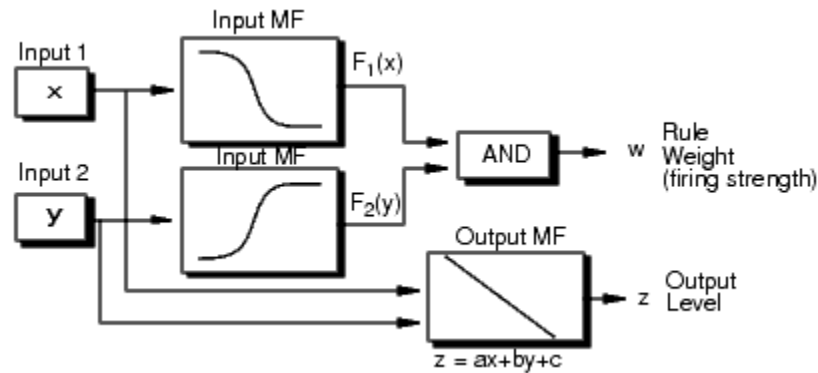 Input MF
Input 1
x
F1(x)
Input MF
AND
w
Rule
Weight
(firing strength)
Input 2
y
F2(y)
Output MF
z
Output
Level
z = ax+by+c